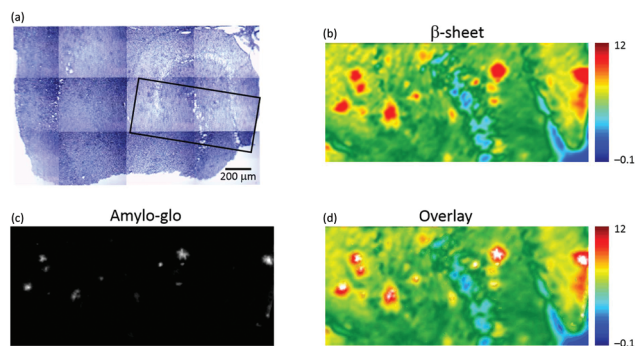 (a)
200 μm
(b)
β-sheet
12
−0.1
(c)
Amylo-glo
(d)
Overlay
12
−0.1